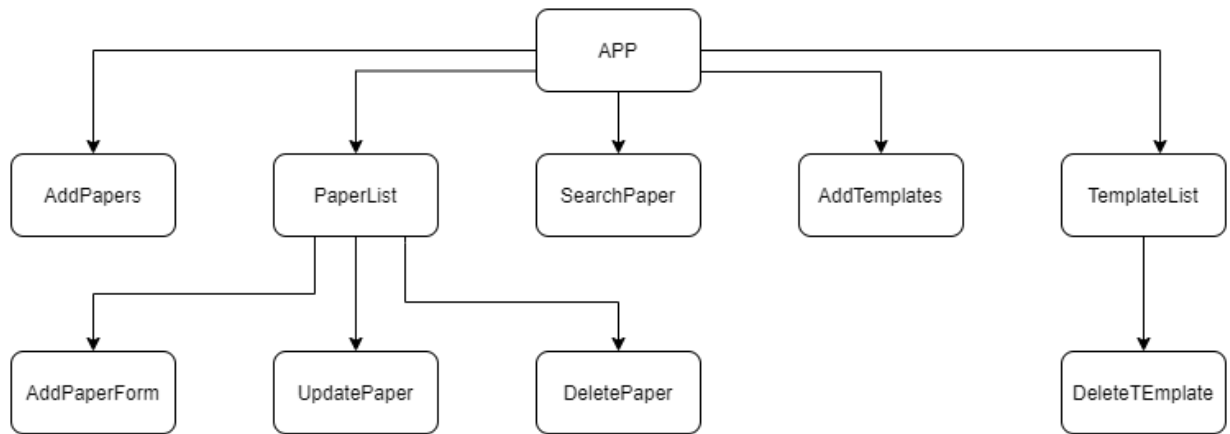 APP
AddPapers
PaperList
SearchPaper
AddTemplates
TemplateList
AddPaperForm
UpdatePaper
DeletePaper
DeleteTEmplate